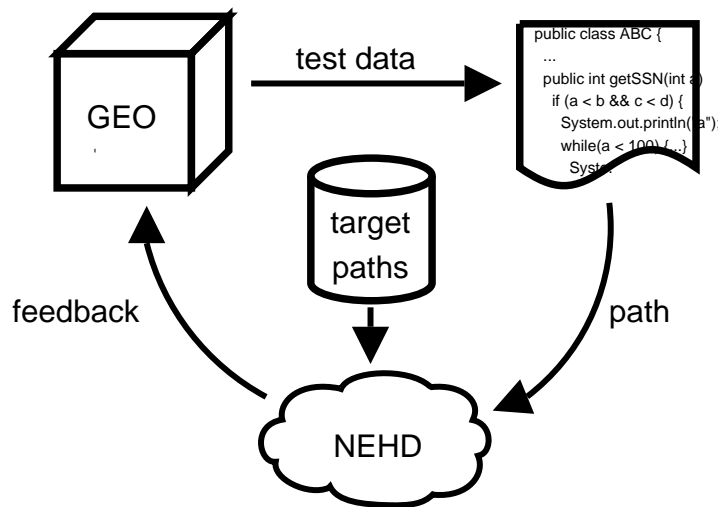 GEO
test data
public class ABC {
...
public int getSSN(int a)
if (a < b && c < d) {
System.out.println("a");
while(a < 100) {...}
target
paths
feedback
path
NEHD